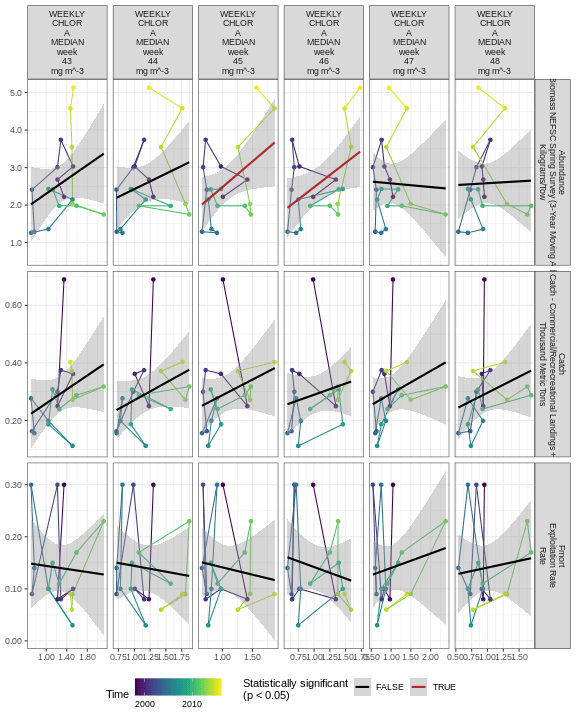 WEEKLY
CHLOR
A
MEDIAN
week
43
mg m^-3
WEEKLY
CHLOR
A
MEDIAN
week
44
mg m^-3
WEEKLY
CHLOR
A
MEDIAN
week
45
mg m^-3
WEEKLY
CHLOR
A
MEDIAN
week
46
mg m^-3
WEEKLY
CHLOR
A
MEDIAN
week
47
mg m^-3
WEEKLY
CHLOR
A
MEDIAN
week
48
mg m^-3
5.0
4.0
3.0
2.0
1.0
Abundance
Biomass NEFSC Spring Survey (3-Year Moving A
Kilograms/Tow
0.60
0.40
0.20
Catch
Catch - Commercial/Recreational Landings +
Thousand Metric Tons
0.30
0.20
0.10
0.00
Fmort
Exploitation Rate
Rate
1.00 1.40 1.80
0.75 1.00 1.25 1.50 1.75
1.00 1.50
0.75 1.00 1.25 1.50 1.75
0.50 1.00 1.50 2.00
0.50 0.75 1.00 1.25 1.50
Time
2000 2010
Statistically significant
(p < 0.05)
FALSE
TRUE